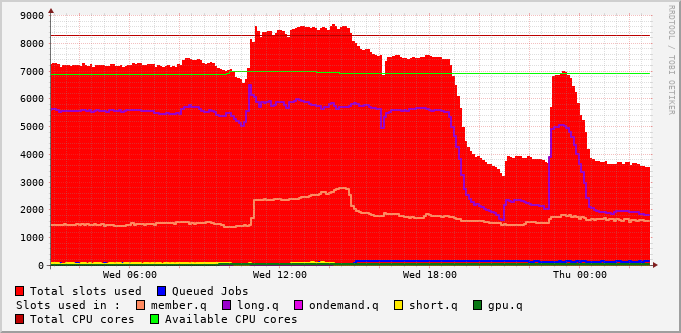 9000
8000
7000
6000
5000
4000
3000
2000
1000
0
Wed 06:00 Wed 12:00 Wed 18:00 Thu 00:00
RRDTOOL / TOBI OETIKER
Total slots used Queued Jobs
Slots used in : member.q long.q ondemand.q short.q gpu.q
Total CPU cores Available CPU cores